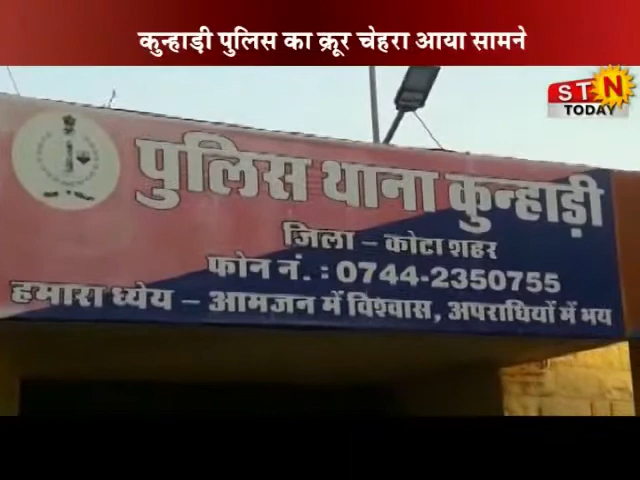 कुन्हाड़ी पुलिस का क्रूर चेहरा आया सामने
STN
TODAY
पुलिस थाना कुन्हाड़ी
जिला – कोटा शहर
फोन नं. : 0744-2350755
हमारा ध्येय – आमजन में विश्वास, अपराधियों में भय